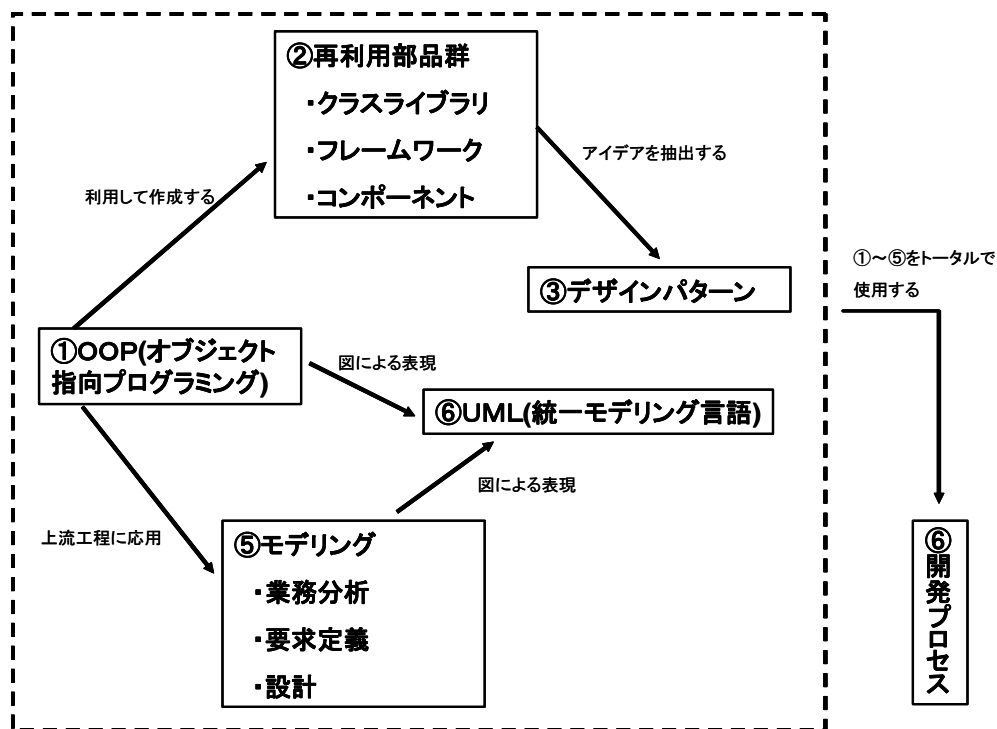 ②再利用部品群
・クラスライブラリ
・フレームワーク
・コンポーネント
アイデアを抽出する
利用して作成する
①～⑤をトータルで
使用する
③デザインパターン
①OOP(オブジェクト
指向プログラミング)
図による表現
⑥UML(統一モデリング言語)
図による表現
上流工程に応用
⑤モデリング
・業務分析
・要求定義
・設計
⑥開発プロセス